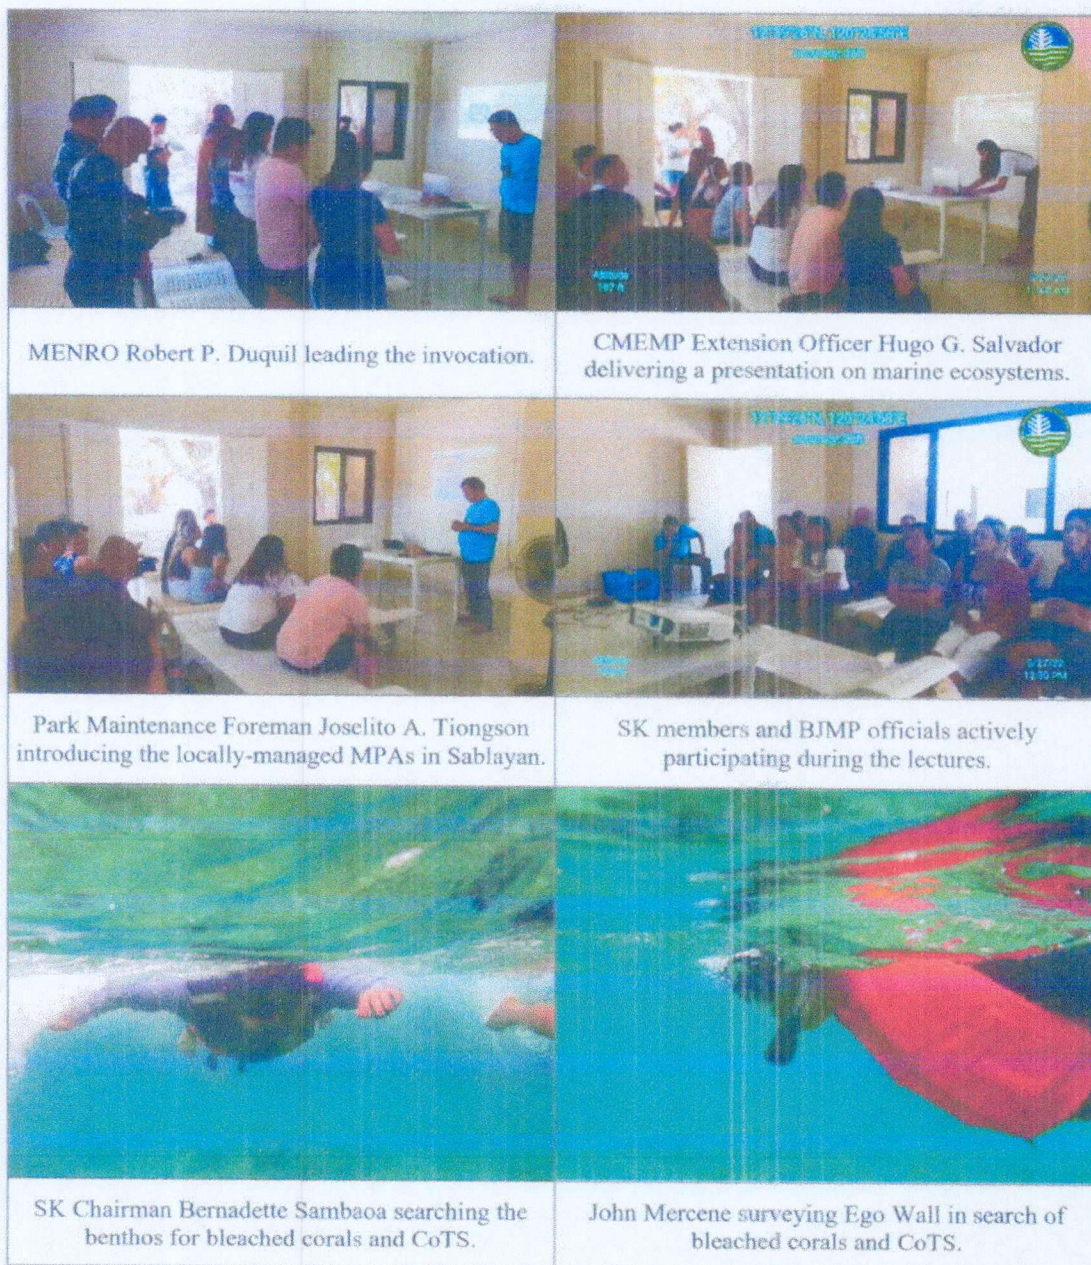 MENRO Robert P. Duquil leading the invocation.
CMEMP Extension Officer Hugo G. Salvador
delivering a presentation on marine ecosystems.
Park Maintenance Foreman Joselito A. Tiongson
introducing the locally-managed MPAs in Sablayan.
SK members and BJMP officials actively
participating during the lectures.
SK Chairman Bernadette Sambaoa searching the
benthos for bleached corals and CoTS.
John Mercene surveying Ego Wall in search of
bleached corals and CoTS.